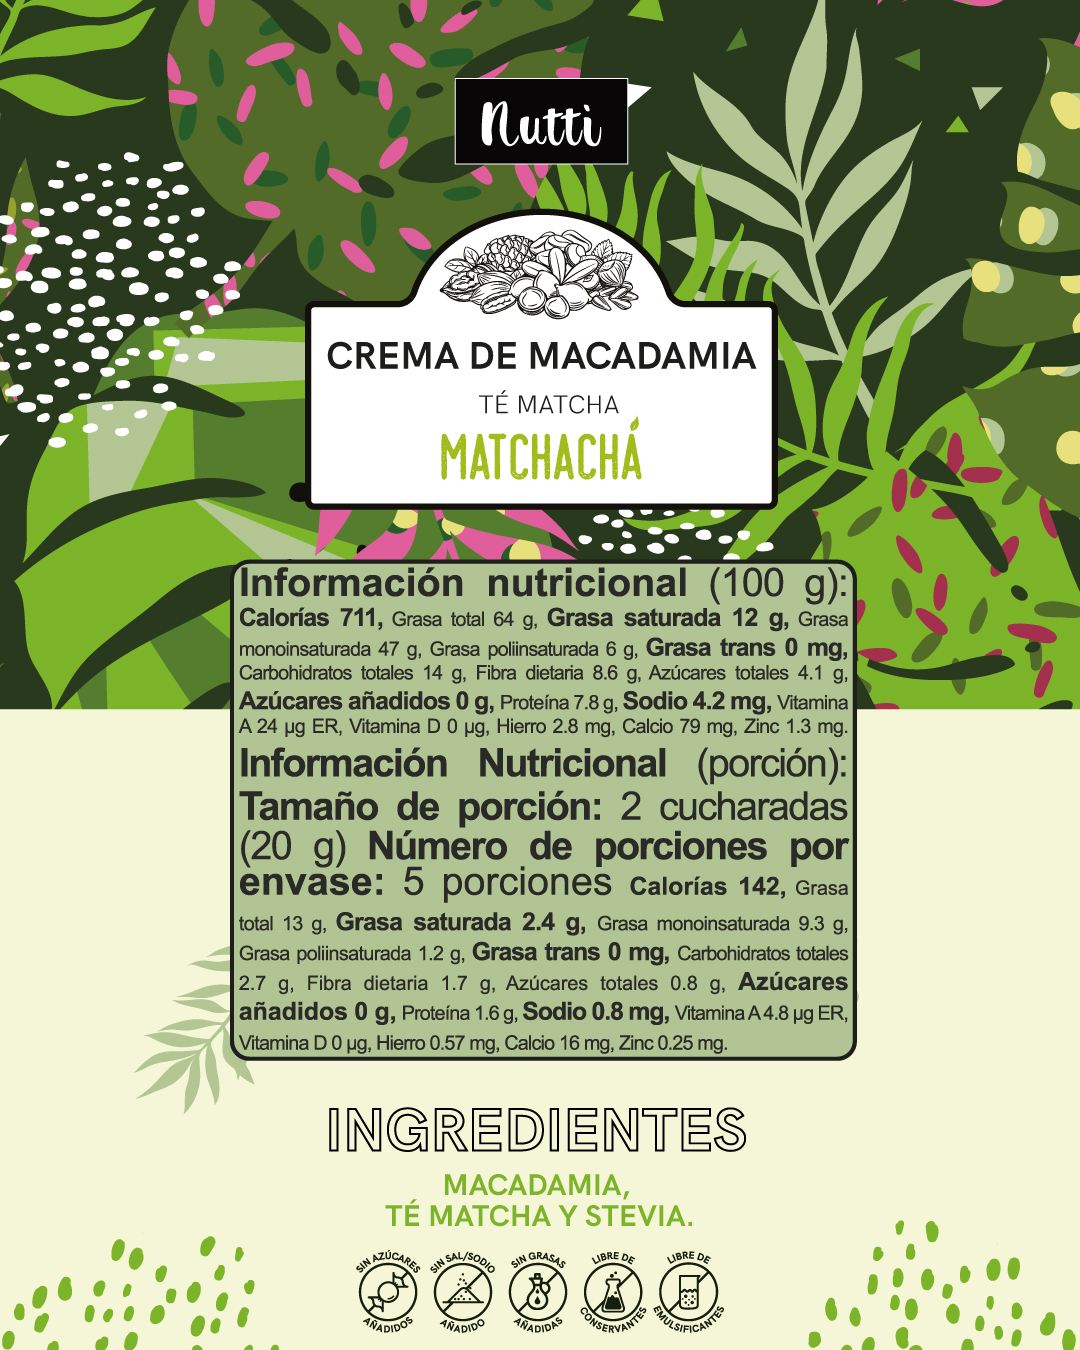 Nutti
CREMA DE MACADAMIA
TÉ MATCHA
MATCHACHÁ
Información nutricional (100 g):
Calorías 711, Grasa total 64 g, Grasa saturada 12 g, Grasa
monoinsaturada 47 g, Grasa poliinsaturada 6 g, Grasa trans 0 mg,
Carbohidratos totales 14 g, Fibra dietaria 8.6 g, Azúcares totales 4.1 g,
Azúcares añadidos 0 g, Proteína 7.8 g, Sodio 4.2 mg, Vitamina
A 24 µg ER, Vitamina D 0 µg, Hierro 2.8 mg, Calcio 79 mg, Zinc 1.3 mg.
Información Nutricional (porción):
Tamaño de porción: 2 cucharadas
(20 g) Número de porciones por
envase: 5 porciones Calorías 142, Grasa
total 13 g, Grasa saturada 2.4 g, Grasa monoinsaturada 9.3 g,
Grasa poliinsaturada 1.2 g, Grasa trans 0 mg, Carbohidratos totales
2.7 g, Fibra dietaria 1.7 g, Azúcares totales 0.8 g, Azúcares
añadidos 0 g, Proteína 1.6 g, Sodio 0.8 mg, Vitamina A 4.8 µg ER,
Vitamina D 0 µg, Hierro 0.57 mg, Calcio 16 mg, Zinc 0.25 mg.
INGREDIENTES
MACADAMIA,
TÉ MATCHA Y STEVIA.
SIN AZÚCARES AÑADIDOS
SIN SAL/SODIO AÑADIDO
SIN GRASAS AÑADIDAS
LIBRE DE CONSERVANTES
LIBRE DE EMULSIFICANTES